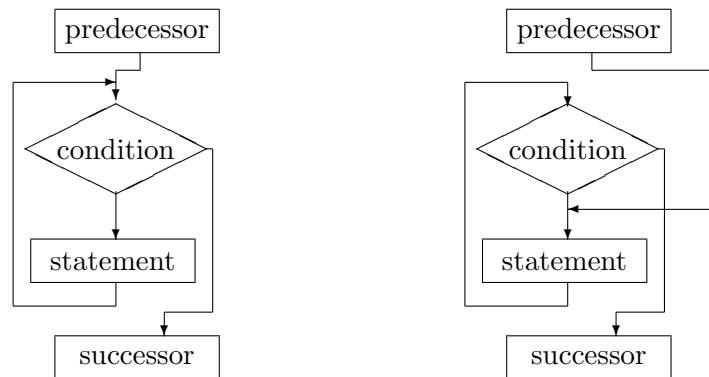 predecessor
condition
statement
successor
predecessor
condition
statement
successor